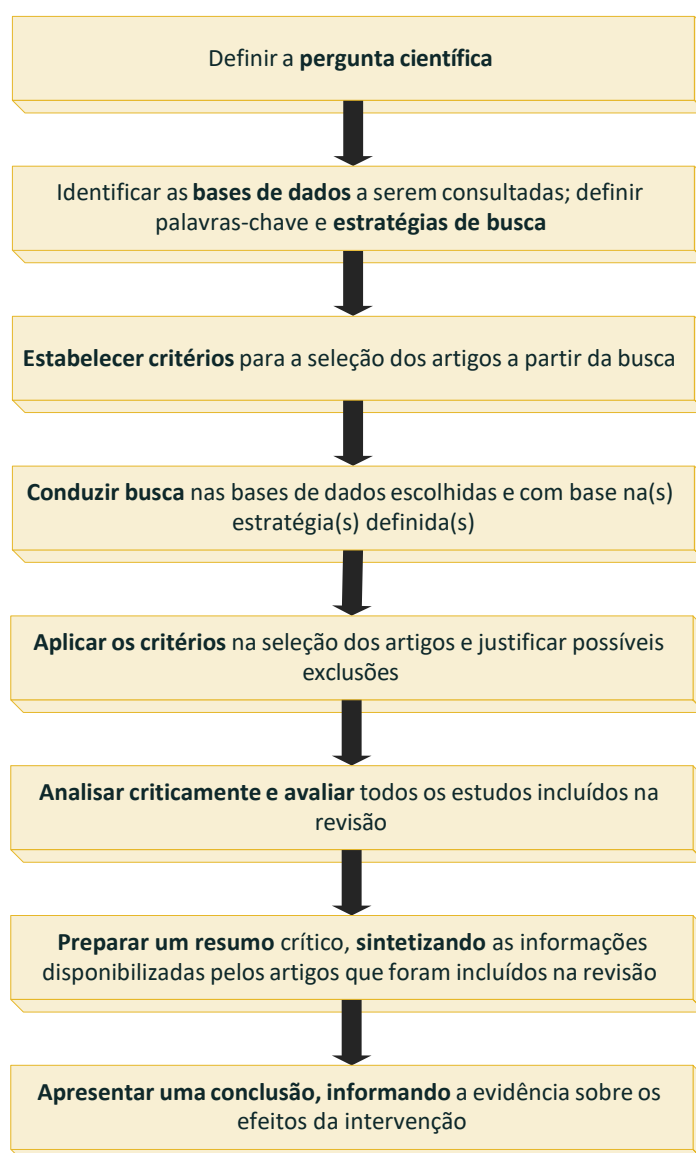 Definir a pergunta científica
Identificar as bases de dados a serem consultadas; definir
palavras-chave e estratégias de busca
Estabelecer critérios para a seleção dos artigos a partir da busca
Conduzir busca nas bases de dados escolhidas e com base na(s)
estratégia(s) definida(s)
Aplicar os critérios na seleção dos artigos e justificar possíveis
exclusões
Analisar criticamente e avaliar todos os estudos incluídos na
revisão
Preparar um resumo crítico, sintetizando as informações
disponibilizadas pelos artigos que foram incluídos na revisão
Apresentar uma conclusão, informando a evidência sobre os
efeitos da intervenção